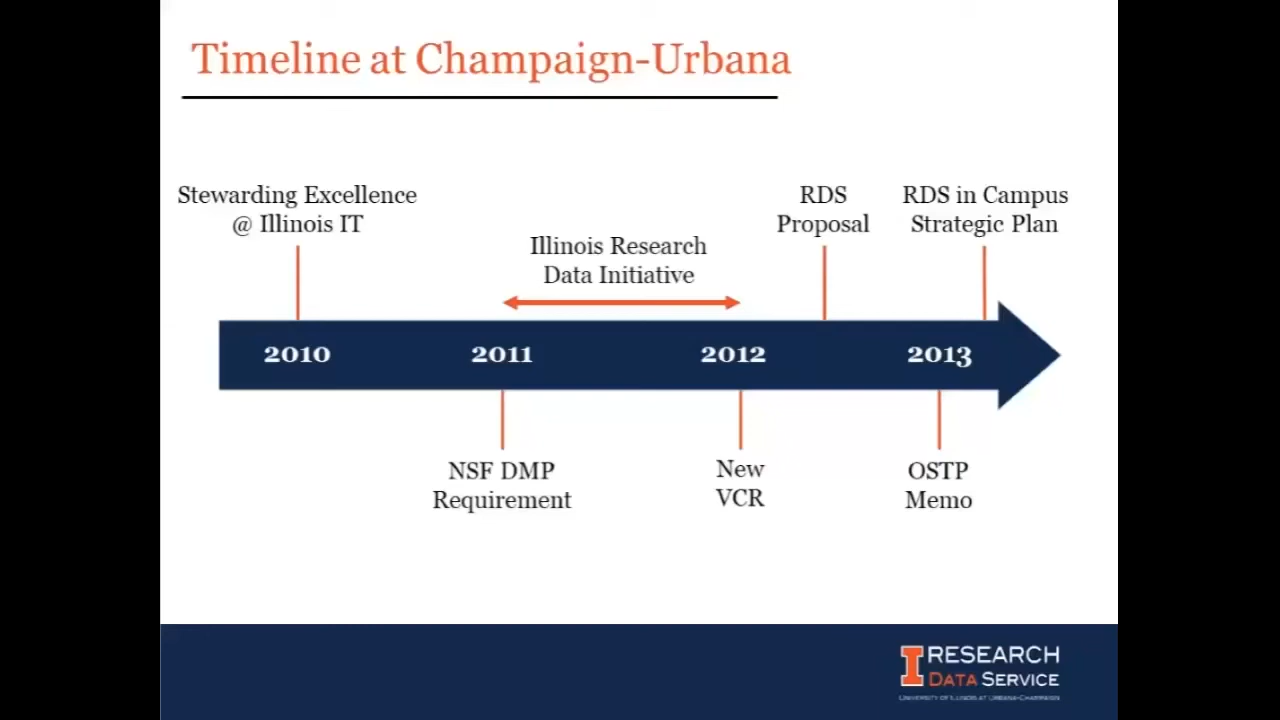 Timeline at Champaign-Urbana
Stewarding Excellence
@ Illinois IT
Illinois Research
Data Initiative
RDS
Proposal
RDS in Campus
Strategic Plan
2010
2011
2012
2013
NSF DMP
Requirement
New
VCR
OSTP
Memo
I RESEARCH
DATA SERVICE
UNIVERSITY OF ILLINOIS AT URBANA-CHAMPAIGN